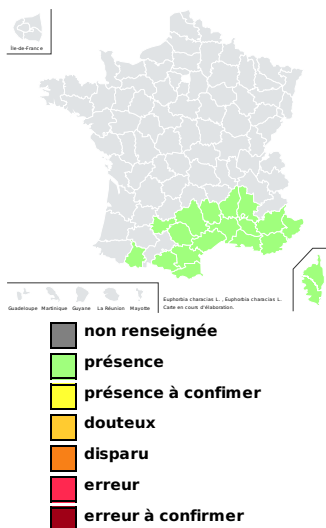 Île-de-France
Guadeloupe Martinique Guyane La Réunion Mayotte
Euphorbia characias L. , Euphorbia characias L.
Carte en cours d'élaboration.
non renseignée
présence
présence à confimer
douteux
disparu
erreur
erreur à confirmer